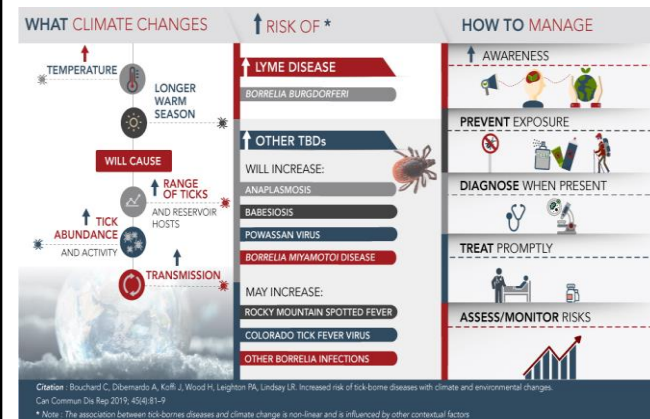 WHAT CLIMATE CHANGES
RISK OF *
HOW TO MANAGE
TEMPERATURE
LONGER
WARM
SEASON
WILL CAUSE
RANGE
OF TICKS
AND RESERVOIR
HOSTS
TICK
ABUNDANCE
AND ACTIVITY
TRANSMISSION
LYME DISEASE
BORRELIA BURGDORFERI
OTHER TBDs
WILL INCREASE:
ANAPLASMOSIS
BABESIOSIS
POWASSAN VIRUS
BORRELIA MIYAMOTOI DISEASE
MAY INCREASE:
ROCKY MOUNTAIN SPOTTED FEVER
COLORADO TICK FEVER VIRUS
OTHER BORRELIA INFECTIONS
AWARENESS
PREVENT EXPOSURE
DIAGNOSE WHEN PRESENT
TREAT PROMPTLY
ASSESS/MONITOR RISKS
Citation : Bouchard C, Dibernardo A, Koffi J, Wood H, Leighton PA, Lindsay LR. Increased risk of tick-borne diseases with climate and environmental changes.
Can Commun Dis Rep 2019; 45(4):81–9
* Note : The association between tick-bornes diseases and climate change is non-linear and is influenced by other contextual factors